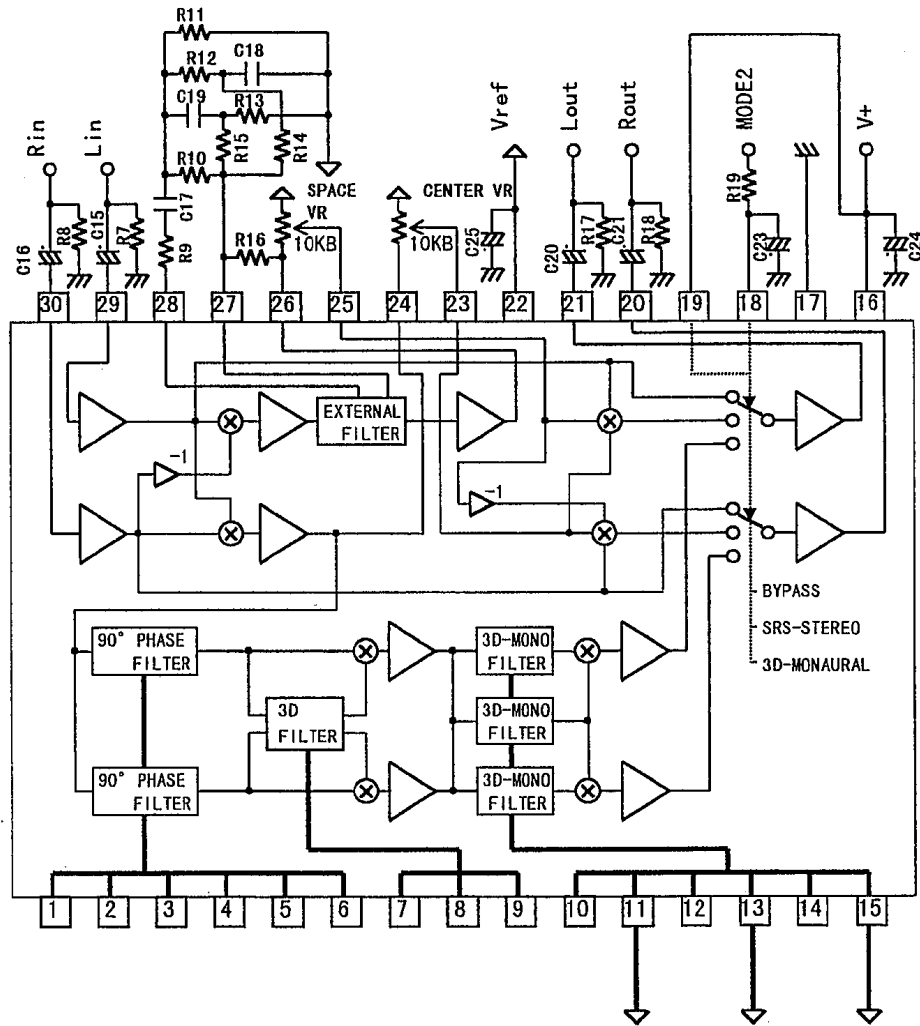 R11
R12
C18
C19
R13
R15
R14
R10
C17
R9
Rin
Lin
C16
R8
C15
R7
R16
SPACE
VR
10KB
CENTER VR
10KB
Vref
C25
Lout
Rout
C20
R17
C21
R18
MODE2
R19
C23
V+
C24
30
29
28
27
26
25
24
23
22
21
20
19
18
17
16
EXTERNAL
FILTER
-1
-1
BYPASS
SRS-STEREO
3D-MONAURAL
90° PHASE
FILTER
3D
FILTER
90° PHASE
FILTER
3D-MONO
FILTER
3D-MONO
FILTER
3D-MONO
FILTER
1
2
3
4
5
6
7
8
9
10
11
12
13
14
15